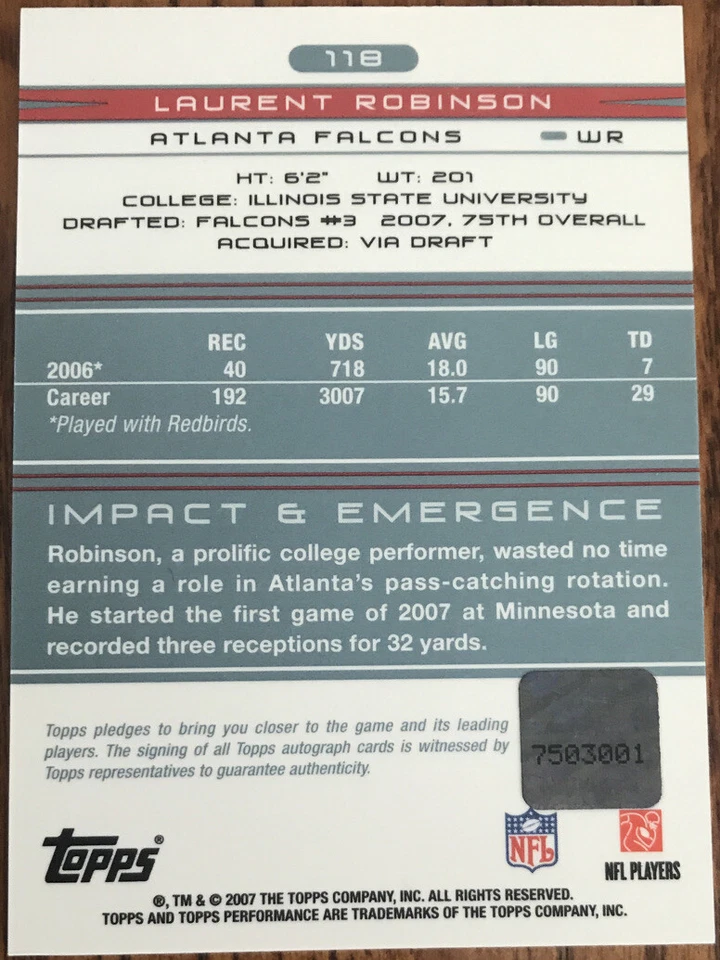 118
LAURENT ROBINSON
ATLANTA FALCONS - WR
HT: 6'2" WT: 201
COLLEGE: ILLINOIS STATE UNIVERSITY
DRAFTED: FALCONS #3 2007, 75TH OVERALL
ACQUIRED: VIA DRAFT
REC YDS AVG LG TD
2006* 40 718 18.0 90 7
Career 192 3007 15.7 90 29
*Played with Redbirds.
IMPACT & EMERGENCE
Robinson, a prolific college performer, wasted no time
earning a role in Atlanta's pass-catching rotation.
He started the first game of 2007 at Minnesota and
recorded three receptions for 32 yards.
Topps pledges to bring you closer to the game and its leading
players. The signing of all Topps autograph cards is witnessed by
Topps representatives to guarantee authenticity.
7503001
Topps®
NFL
NFL PLAYERS
®, TM & © 2007 THE TOPPS COMPANY, INC. ALL RIGHTS RESERVED.
TOPPS AND TOPPS PERFORMANCE ARE TRADEMARKS OF THE TOPPS COMPANY, INC.